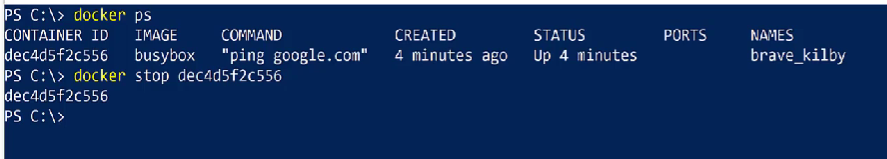 PS C:\> docker ps
CONTAINER ID IMAGE COMMAND CREATED STATUS PORTS NAMES
dec4d5f2c556 busybox "ping google.com" 4 minutes ago Up 4 minutes brave_kilby
PS C:\> docker stop dec4d5f2c556
dec4d5f2c556
PS C:\>